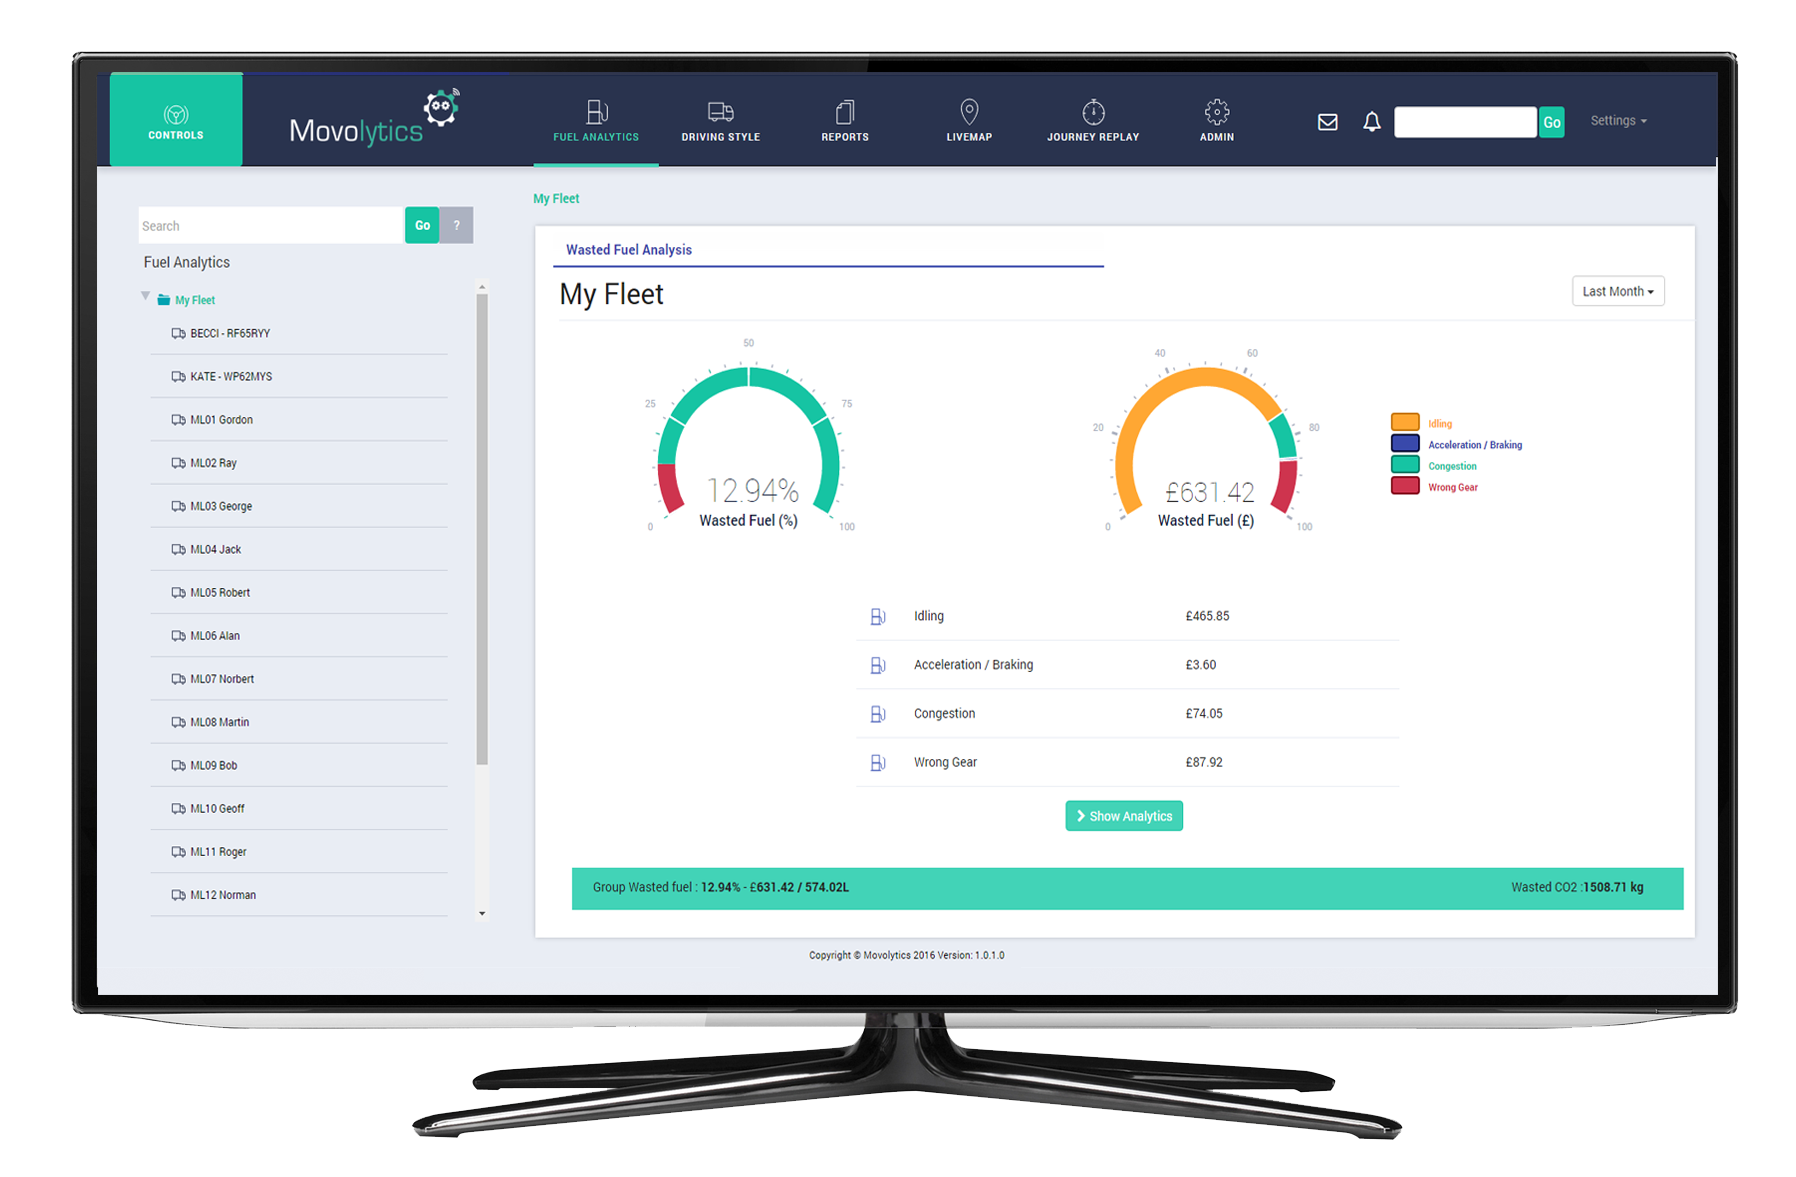 CONTROLS
Movolytics
FUEL ANALYTICS
DRIVING STYLE
REPORTS
LIVEMAP
JOURNEY REPLAY
ADMIN
Go
Settings
Search
Go
?
Fuel Analytics
My Fleet
BECCI - RF65RYY
KATE - WP62MYS
ML01 Gordon
ML02 Ray
ML03 George
ML04 Jack
ML05 Robert
ML06 Alan
ML07 Norbert
ML08 Martin
ML09 Bob
ML10 Geoff
ML11 Roger
ML12 Norman
My Fleet
Wasted Fuel Analysis
My Fleet
Last Month
0
25
50
75
100
12.94%
Wasted Fuel (%)
0
20
40
60
80
100
£631.42
Wasted Fuel (£)
Idling
Acceleration / Braking
Congestion
Wrong Gear
Idling £465.85
Acceleration / Braking £3.60
Congestion £74.05
Wrong Gear £87.92
Show Analytics
Group Wasted fuel : 12.94% - £631.42 / 574.02L
Wasted CO2 :1508.71 kg
Copyright © Movolytics 2016 Version: 1.0.1.0